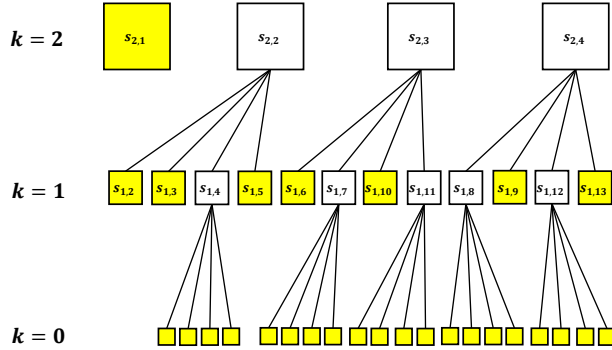 k = 2 s2,1 s2,2 s2,3 s2,4
k = 1 s1,2 s1,3 s1,4 s1,5 s1,6 s1,7 s1,10 s1,11 s1,8 s1,9 s1,12 s1,13
k = 0